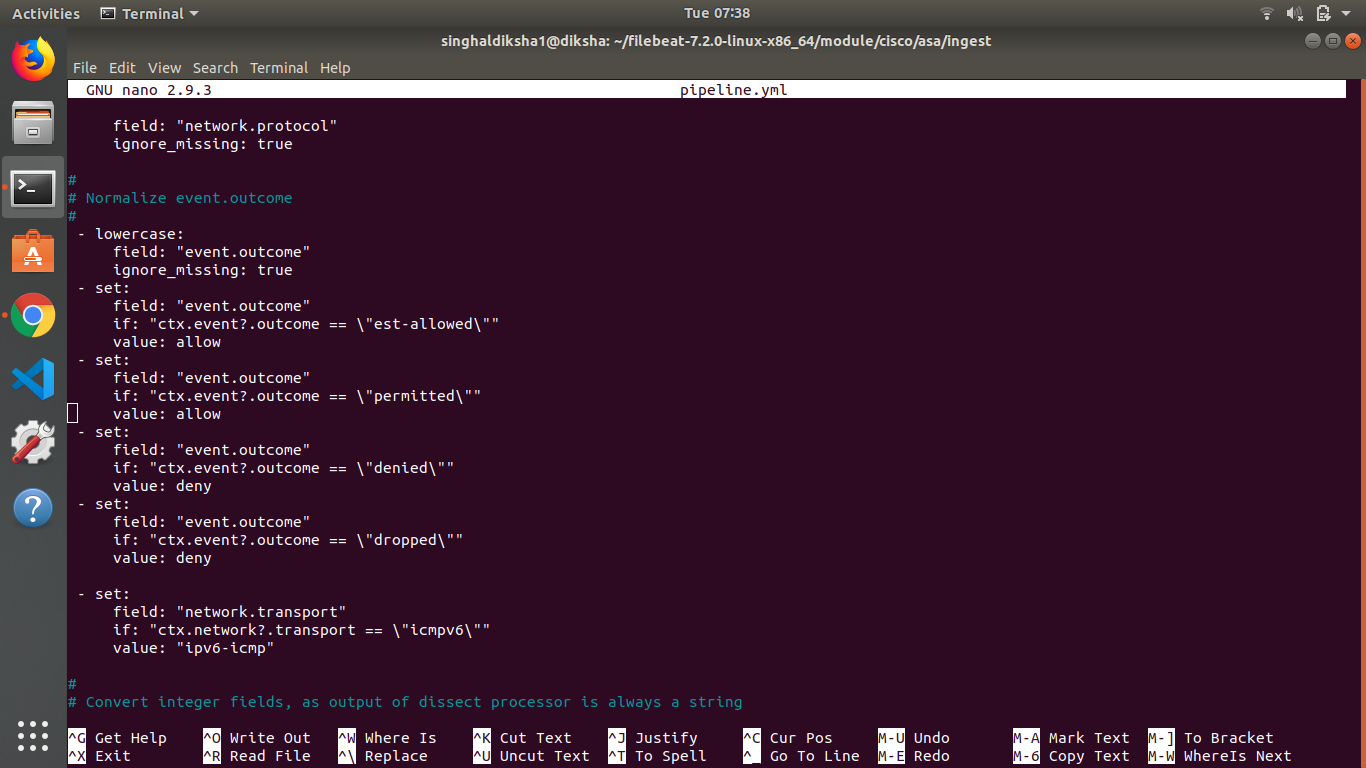 Activities Terminal Tue 07:38
singhaldiksha1@diksha: ~/filebeat-7.2.0-linux-x86_64/module/cisco/asa/ingest
File Edit View Search Terminal Help
GNU nano 2.9.3 pipeline.yml
field: "network.protocol"
ignore_missing: true
#
# Normalize event.outcome
#
- lowercase:
field: "event.outcome"
ignore_missing: true
- set:
field: "event.outcome"
if: "ctx.event?.outcome == \"est-allowed\""
value: allow
- set:
field: "event.outcome"
if: "ctx.event?.outcome == \"permitted\""
value: allow
- set:
field: "event.outcome"
if: "ctx.event?.outcome == \"denied\""
value: deny
- set:
field: "event.outcome"
if: "ctx.event?.outcome == \"dropped\""
value: deny
- set:
field: "network.transport"
if: "ctx.network?.transport == \"icmpv6\""
value: "ipv6-icmp"
#
# Convert integer fields, as output of dissect processor is always a string
^G Get Help ^O Write Out ^W Where Is ^K Cut Text ^J Justify ^C Cur Pos M-U Undo M-A Mark Text M-] To Bracket
^X Exit ^R Read File ^\ Replace ^U Uncut Text ^T To Spell ^_ Go To Line M-E Redo M-6 Copy Text M-W WhereIs Next